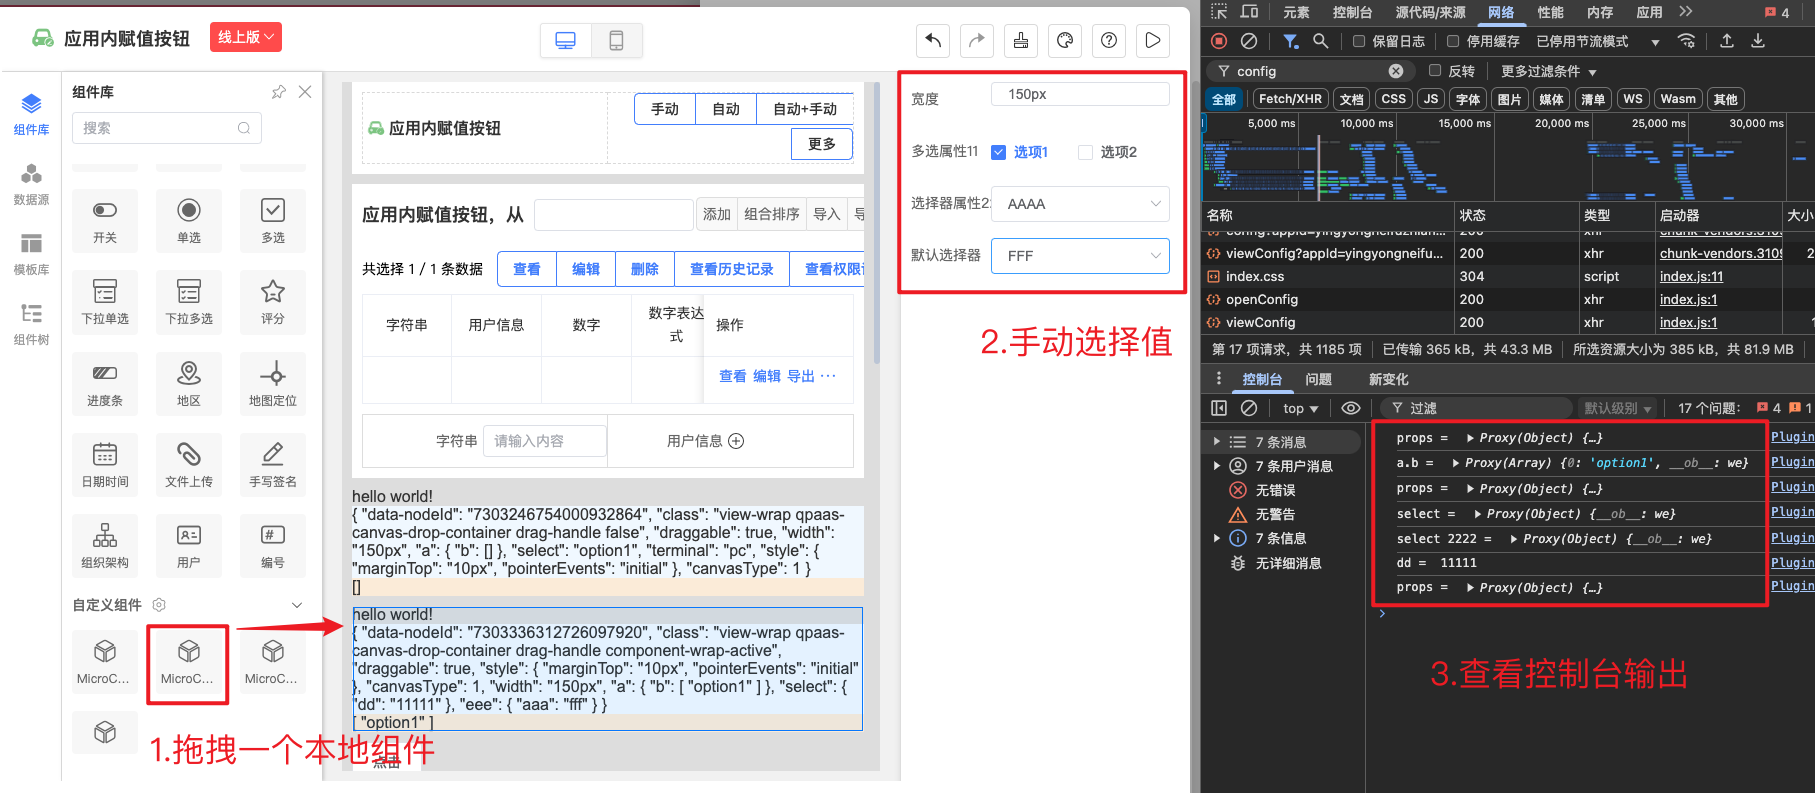 应用内赋值按钮
线上版
组件库
搜索
组件库
数据源
模板库
组件树
开关
单选
多选
下拉单选
下拉多选
评分
进度条
地区
地图定位
日期时间
文件上传
手写签名
组织架构
用户
编号
自定义组件
MicroC...
MicroC...
MicroC...
1.拖拽一个本地组件
应用内赋值按钮
手动
自动
自动+手动
更多
应用内赋值按钮，从
添加
组合排序
导入
共选择 1 / 1 条数据
查看
编辑
删除
查看历史记录
查看权限
字符串
用户信息
数字
数字表达式
操作
查看 编辑 导出 ···
字符串
请输入内容
用户信息
hello world!
{ "data-nodeId": "7303246754000932864", "class": "view-wrap qpaas-
canvas-drop-container drag-handle false", "draggable": true, "width":
"150px", "a": { "b": [] }, "select": "option1", "terminal": "pc", "style": {
"marginTop": "10px", "pointerEvents": "initial" }, "canvasType": 1 }
[]
hello world!
{ "data-nodeId": "7303336312726097920", "class": "view-wrap qpaas-
canvas-drop-container drag-handle component-wrap-active",
"draggable": true, "style": { "marginTop": "10px", "pointerEvents": "initial"
}, "canvasType": 1, "width": "150px", "a": { "b": [ "option1" ] }, "select": {
"dd": "11111" }, "eee": { "aaa": "fff" } }
[ "option1" ]
点击
宽度
150px
多选属性11
选项1
选项2
选择器属性2
AAAA
默认选择器
FFF
2.手动选择值
元素
控制台
源代码/来源
网络
性能
内存
应用
4
保留日志
停用缓存
已停用节流模式
config
反转
更多过滤条件
全部
Fetch/XHR
文档
CSS
JS
字体
图片
媒体
清单
WS
Wasm
其他
5,000 ms
10,000 ms
15,000 ms
20,000 ms
25,000 ms
30,000 ms
名称
状态
类型
启动器
大小
config?appId=yingyongneifuzhian...
200
xhr
viewConfig?appId=yingyongneifu...
200
xhr
chunk-vendors.3109
index.css
304
script
index.js:11
openConfig
200
xhr
index.js:1
viewConfig
200
xhr
index.js:1
第 17 项请求，共 1185 项
已传输 365 kB，共 43.3 MB
所选资源大小为 385 kB，共 81.9 MB
控制台
问题
新变化
top
过滤
默认级别
17 个问题：
4
1
7 条消息
7 条用户消息
无错误
无警告
7 条信息
无详细消息
props = Proxy(Object) {…}
Plugin
a.b = Proxy(Array) {0: 'option1', __ob__: we}
Plugin
props = Proxy(Object) {…}
Plugin
select = Proxy(Object) {__ob__: we}
Plugin
select 2222 = Proxy(Object) {__ob__: we}
Plugin
dd = 11111
Plugin
props = Proxy(Object) {…}
Plugin
3.查看控制台输出